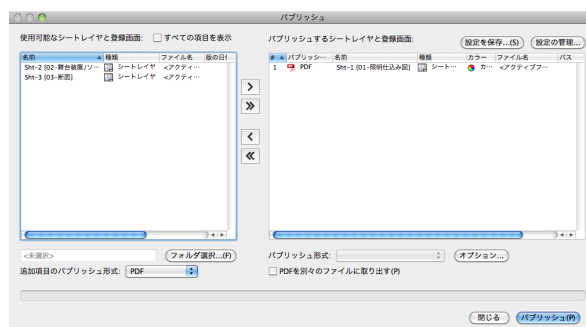 パブリッシュ
使用可能なシートレイヤと登録画面: すべての項目を表示
パブリッシュするシートレイヤと登録画面:
設定を保存...(S) 設定の管理...
名前 種類 ファイル名 版の日付
Sht-2 [02-舞台装置/ソ… シートレイヤ <アクティ…
Sht-3 [03-断面] シートレイヤ <アクティ…
# パブリッシ… 名前 種類 カラー ファイル名 パス
1 PDF Sht-1 [01-照明仕込み図] シート… カ… <アクティブフ…
<未選択> フォルダ選択...(F)
追加項目のパブリッシュ形式: PDF
パブリッシュ形式: オプション...)
PDFを別々のファイルに取り出す(P)
閉じる パブリッシュ(P)